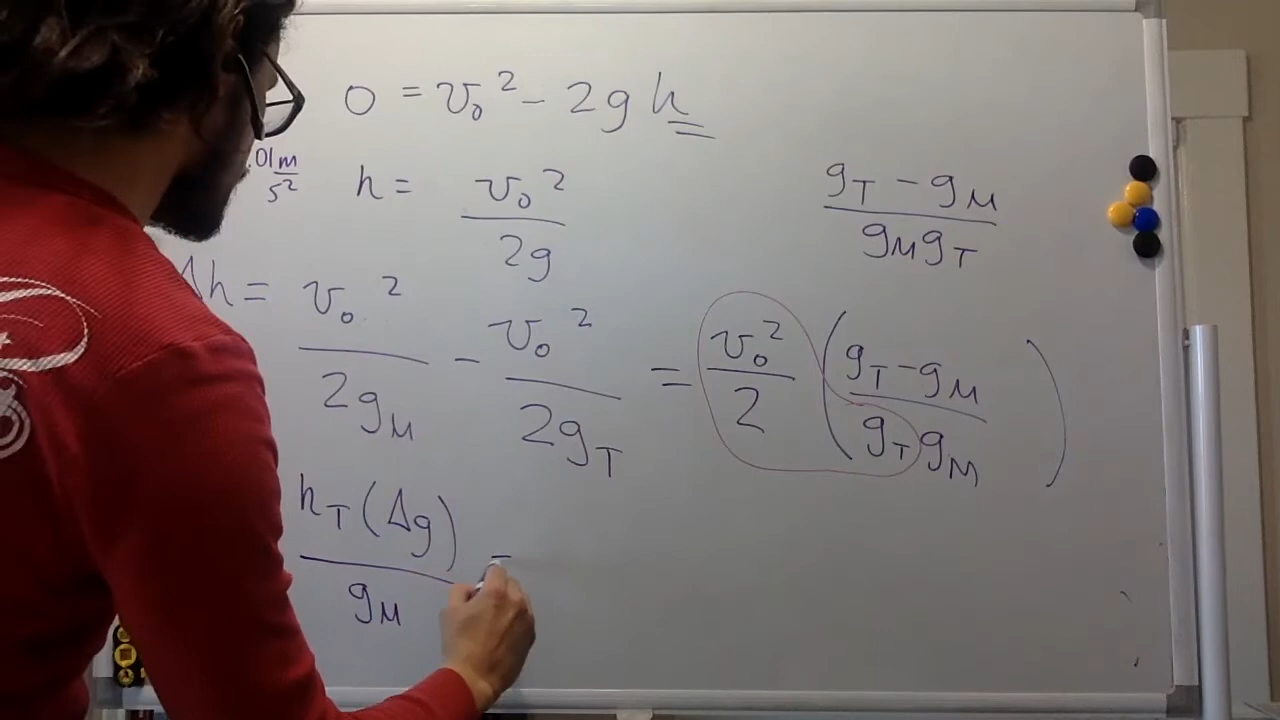 0 = v₀² - 2gh
.01 m/s²
h = v₀²/2g
(g_T - g_M)/(g_M g_T)
Δh = v₀²/2g_M - v₀²/2g_T = v₀²/2 ((g_T - g_M)/(g_T g_M))
h_T(Δg)/g_M =